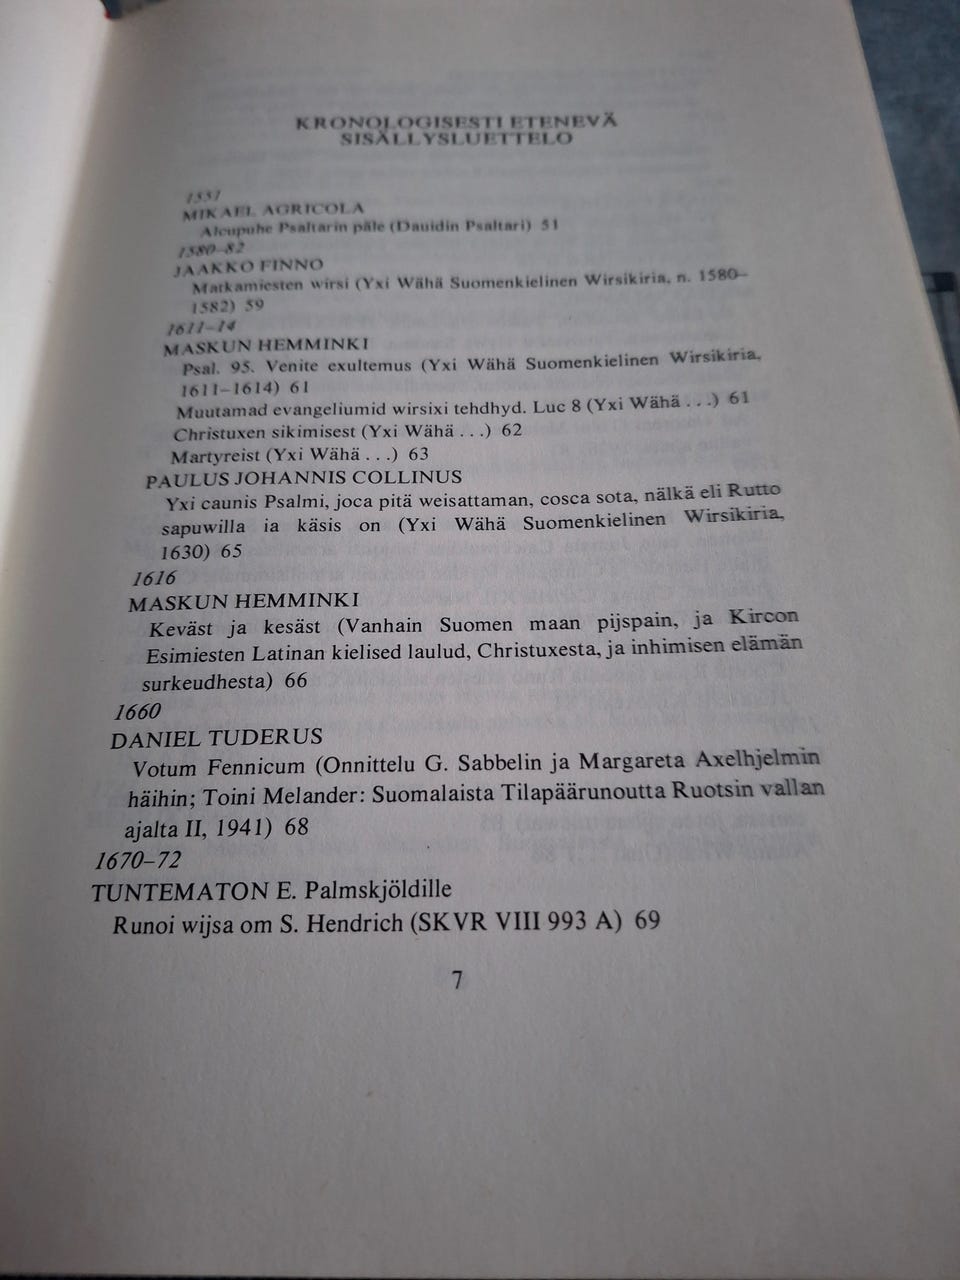 KRONOLOGISESTI ETENEVÄ
SISÄLLYSLUETTELO
1551
MIKAEL AGRICOLA
Alcupuhe Psaltarin päle (Dauidin Psaltari) 51
1580–82
JAAKKO FINNO
Matkamiesten wirsi (Yxi Wähä Suomenkielinen Wirsikiria, n. 1580–
1582) 59
1611–14
MASKUN HEMMINKI
Psal. 95. Venite exultemus (Yxi Wähä Suomenkielinen Wirsikiria,
1611–1614) 61
Muutamad evangeliumid wirsixi tehdhyd. Luc 8 (Yxi Wähä . . .) 61
Christuxen sikimisest (Yxi Wähä . . .) 62
Martyreist (Yxi Wähä . . .) 63
PAULUS JOHANNIS COLLINUS
Yxi caunis Psalmi, joca pitä weisattaman, cosca sota, nälkä eli Rutto
sapuwilla ia käsis on (Yxi Wähä Suomenkielinen Wirsikiria,
1630) 65
1616
MASKUN HEMMINKI
Keväst ja kesäst (Vanhain Suomen maan pijspain, ja Kircon
Esimiesten Latinan kielised laulud, Christuxesta, ja inhimisen elämän
surkeudhesta) 66
1660
DANIEL TUDERUS
Votum Fennicum (Onnittelu G. Sabbelin ja Margareta Axelhjelmin
häihin; Toini Melander: Suomalaista Tilapäärunoutta Ruotsin vallan
ajalta II, 1941) 68
1670–72
TUNTEMATON E. Palmskjöldille
Runoi wijsa om S. Hendrich (SKVR VIII 993 A) 69
7